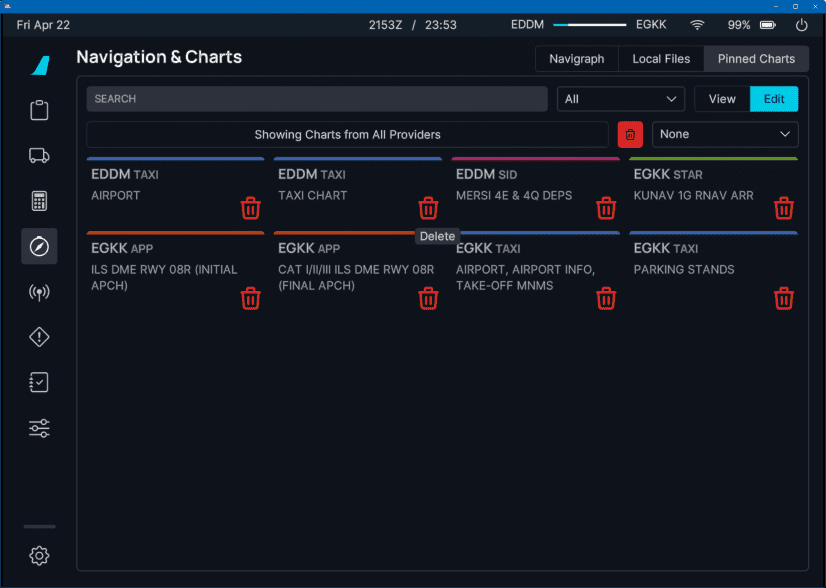 Fri Apr 22
2153Z / 23:53
EDDM EGKK
99%
Navigation & Charts
Navigraph
Local Files
Pinned Charts
SEARCH
All
View
Edit
Showing Charts from All Providers
None
EDDM TAXI
AIRPORT
EDDM TAXI
TAXI CHART
EDDM SID
MERSI 4E & 4Q DEPS
EGKK STAR
KUNAV 1G RNAV ARR
Delete
EGKK APP
ILS DME RWY 08R (INITIAL
APCH)
EGKK APP
CAT I/II/III ILS DME RWY 08R
(FINAL APCH)
EGKK TAXI
AIRPORT, AIRPORT INFO,
TAKE-OFF MNMS
EGKK TAXI
PARKING STANDS